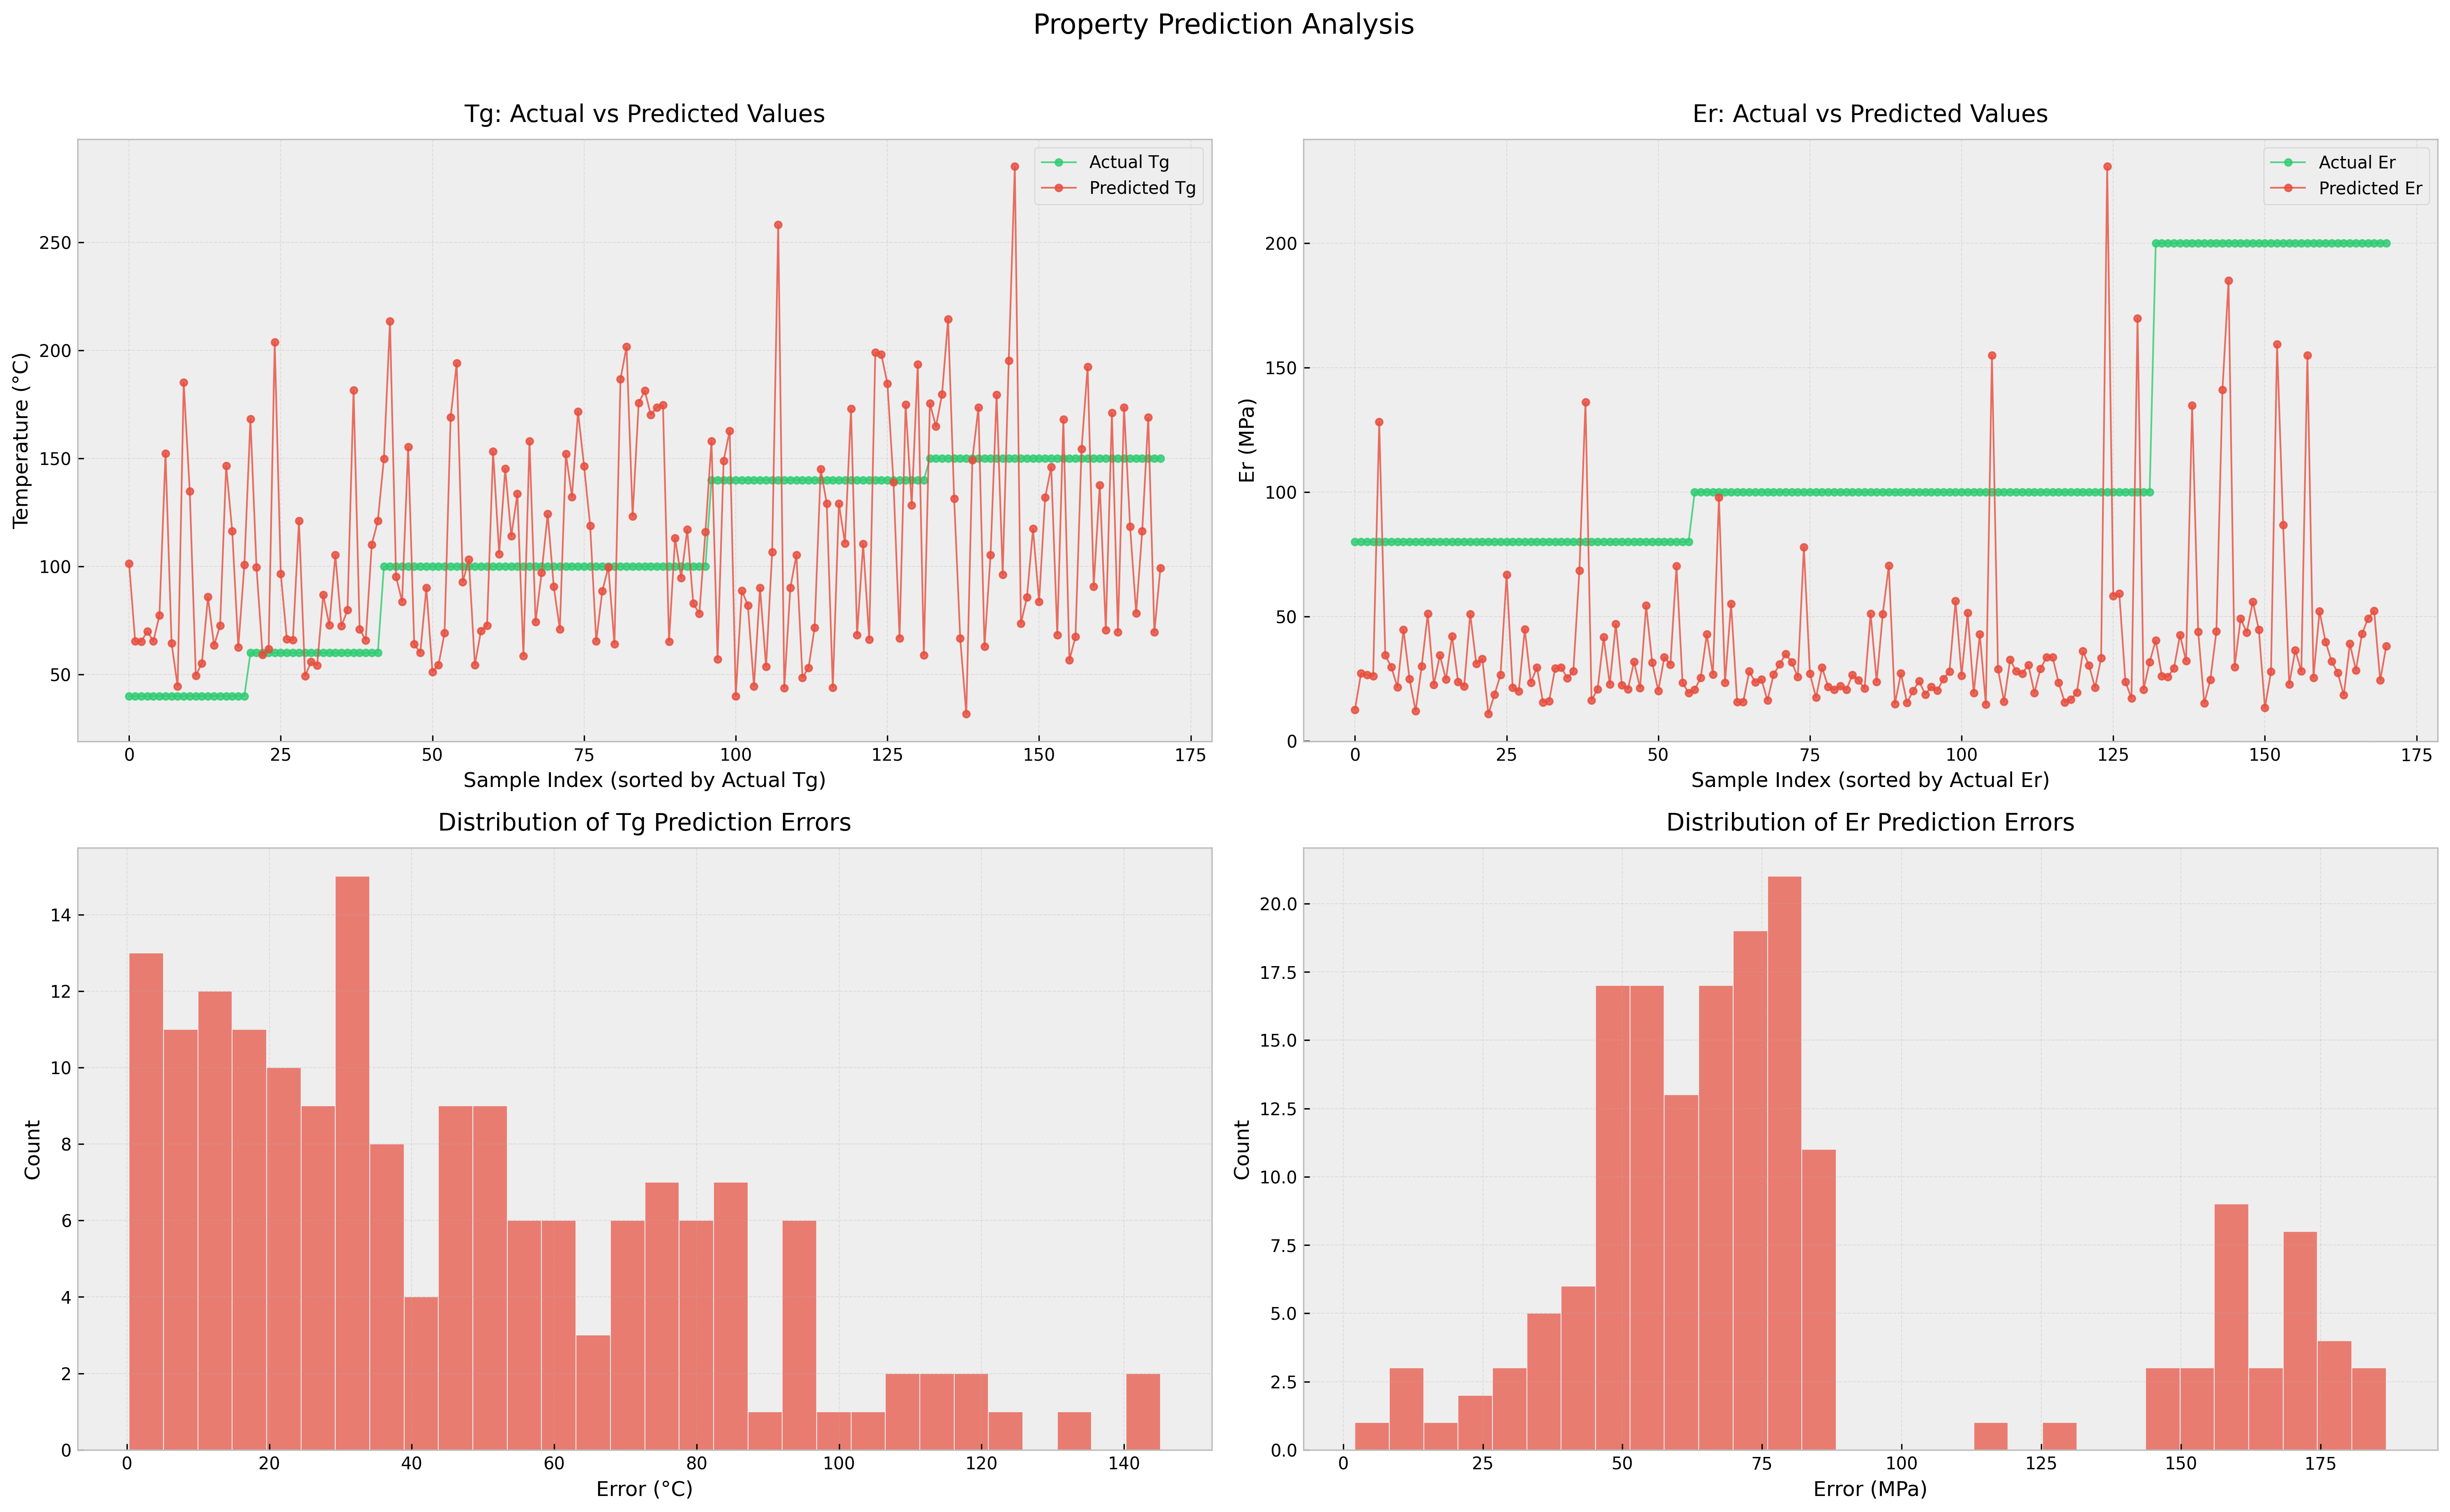 Property Prediction Analysis
Tg: Actual vs Predicted Values
Actual Tg
Predicted Tg
250
200
150
100
50
Temperature (°C)
0 25 50 75 100 125 150 175
Sample Index (sorted by Actual Tg)
Er: Actual vs Predicted Values
Actual Er
Predicted Er
200
150
100
50
0
Er (MPa)
0 25 50 75 100 125 150 175
Sample Index (sorted by Actual Er)
Distribution of Tg Prediction Errors
14
12
10
8
6
4
2
0
Count
0 20 40 60 80 100 120 140
Error (°C)
Distribution of Er Prediction Errors
20.0
17.5
15.0
12.5
10.0
7.5
5.0
2.5
0.0
Count
0 25 50 75 100 125 150 175
Error (MPa)